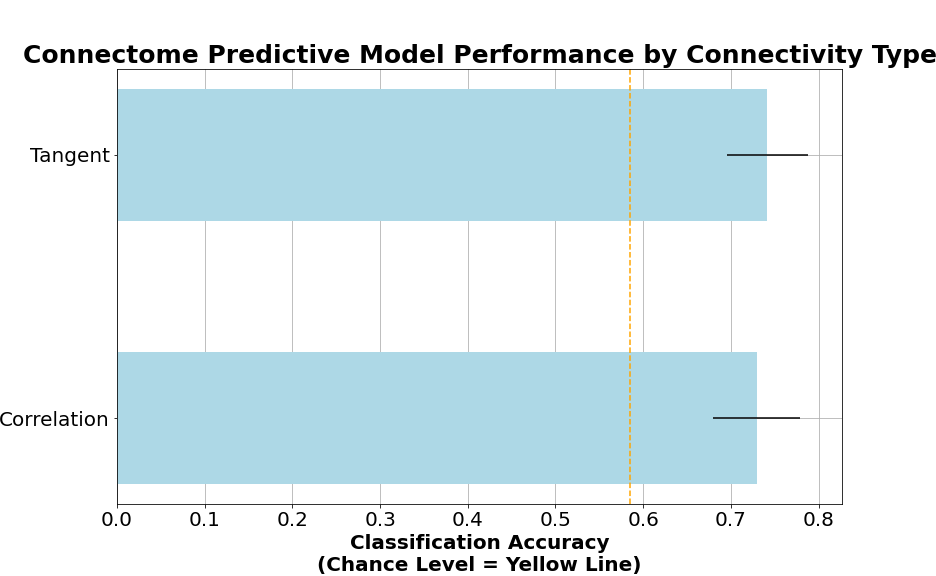 Connectome Predictive Model Performance by Connectivity Type
Tangent
Correlation
0.0 0.1 0.2 0.3 0.4 0.5 0.6 0.7 0.8
Classification Accuracy
(Chance Level = Yellow Line)